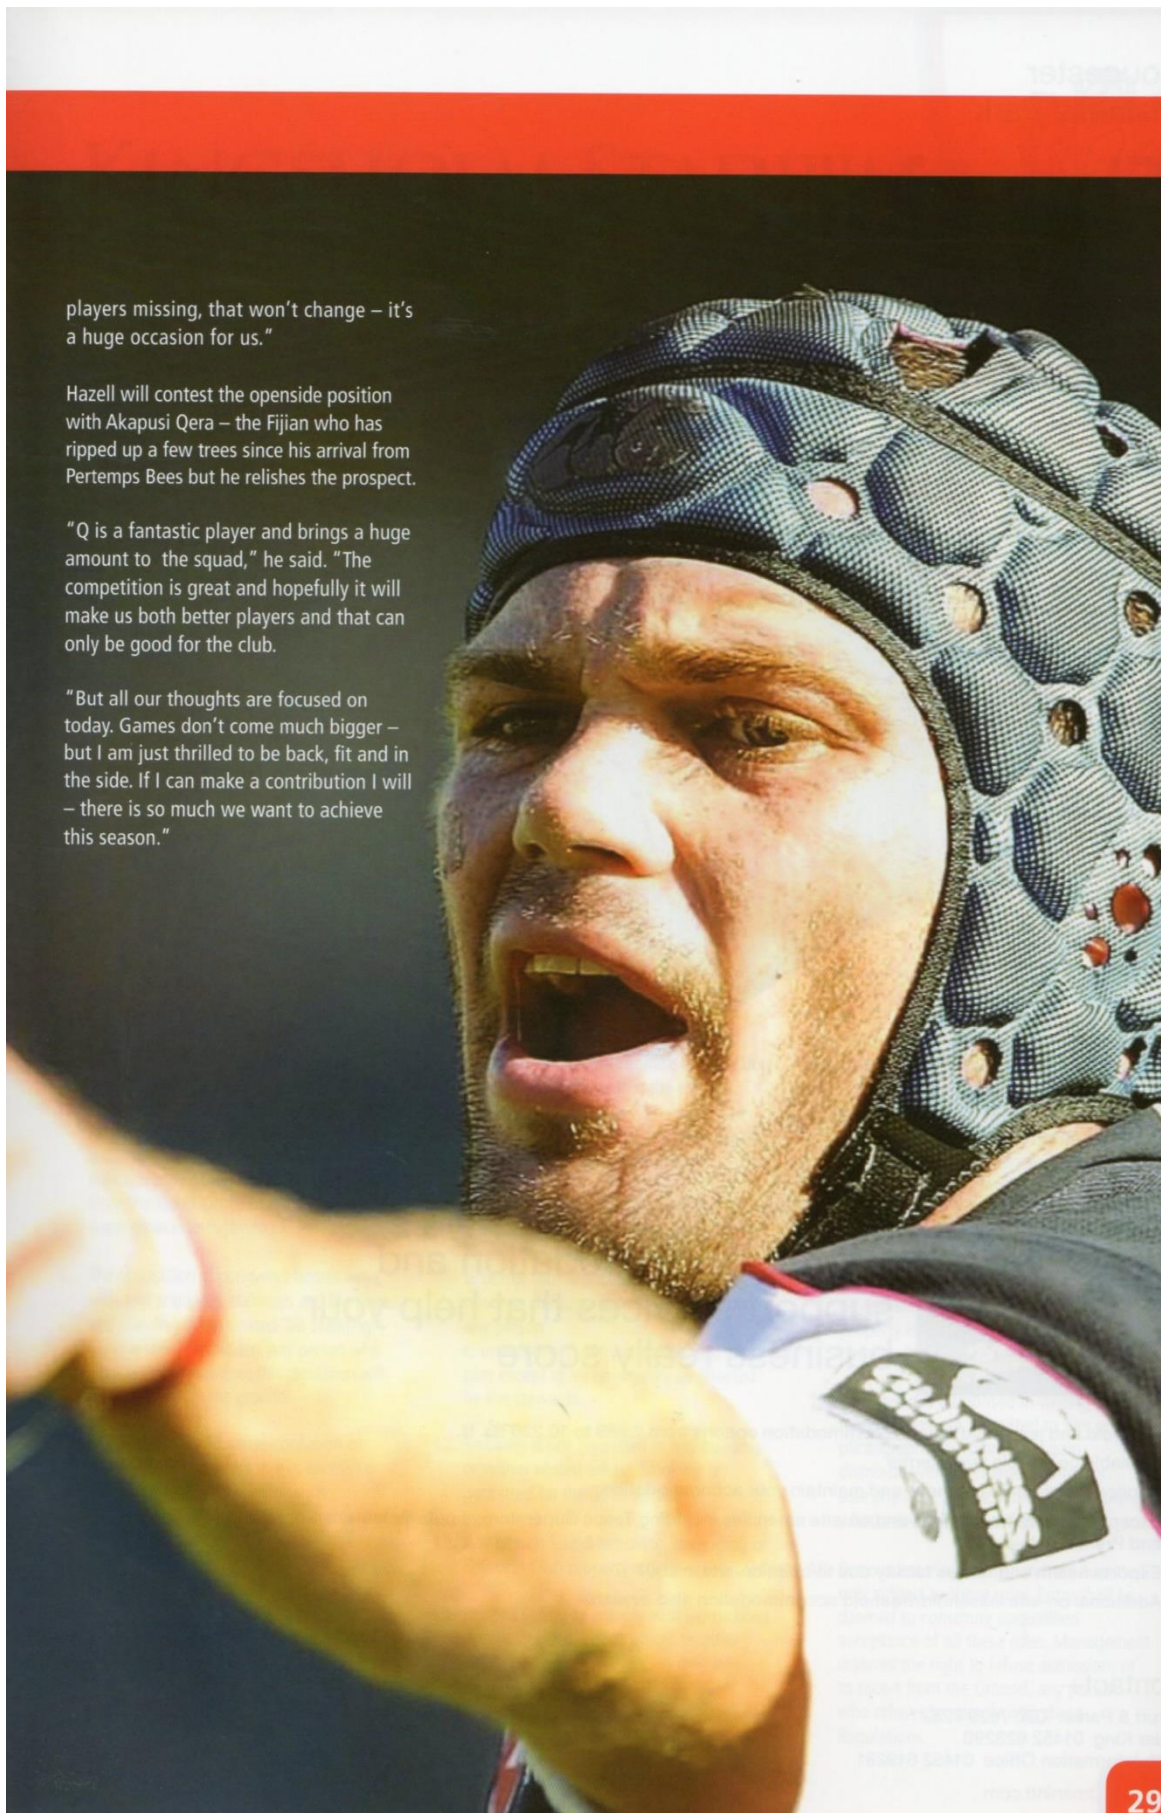 players missing, that won't change – it's
a huge occasion for us."
Hazell will contest the openside position
with Akapusi Qera – the Fijian who has
ripped up a few trees since his arrival from
Pertemps Bees but he relishes the prospect.
"Q is a fantastic player and brings a huge
amount to the squad," he said. "The
competition is great and hopefully it will
make us both better players and that can
only be good for the club.
"But all our thoughts are focused on
today. Games don't come much bigger –
but I am just thrilled to be back, fit and in
the side. If I can make a contribution I will
– there is so much we want to achieve
this season."
GUINNESS
PREMIERSHIP
29